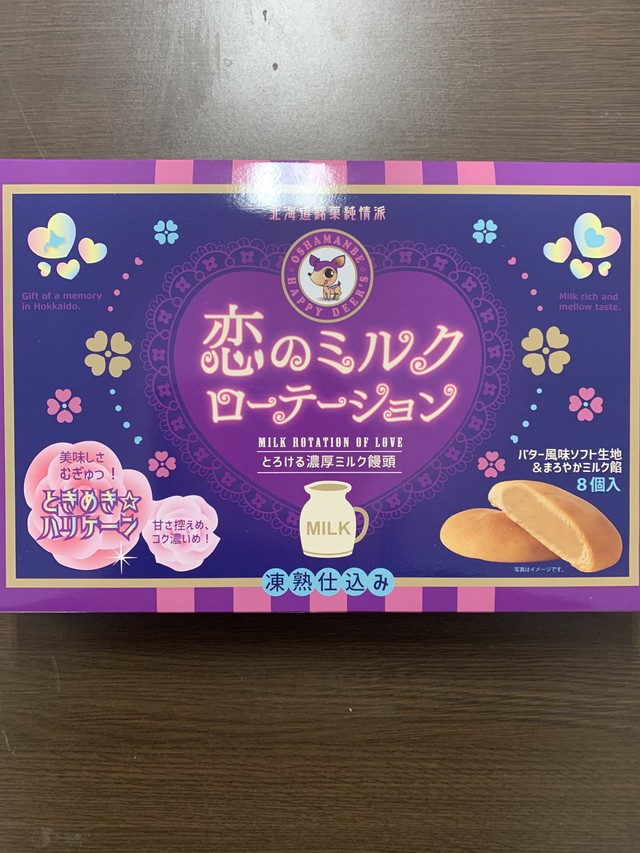 北海道銘菓純情派
OSHAMANBE
HAPPY DEER'S
Gift of a memory
in Hokkaido.
Milk rich and
mellow taste.
恋のミルク
ローテーション
MILK ROTATION OF LOVE
とろける濃厚ミルク饅頭
美味しさ
むぎゅっ!
ときめき☆
ハリケーン
甘さ控えめ、
コク濃いめ!
MILK
バター風味ソフト生地
&まろやかミルク餡
8個入
写真はイメージです。
凍熟仕込み